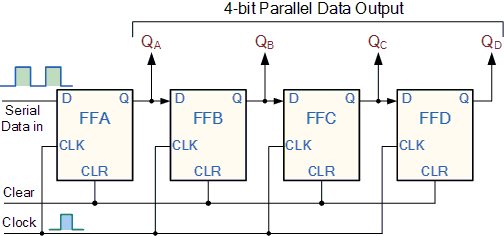 4-bit Parallel Data Output
QA QB QC QD
Serial
Data in
D Q D Q D Q D Q
FFA FFB FFC FFD
CLK CLK CLK CLK
CLR CLR CLR CLR
Clear
Clock